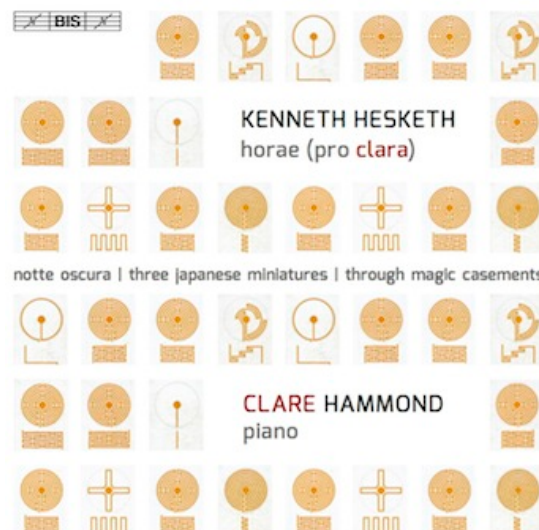 BIS
KENNETH HESKETH
horae (pro clara)
notte oscura | three japanese miniatures | through magic casements
CLARE HAMMOND
piano